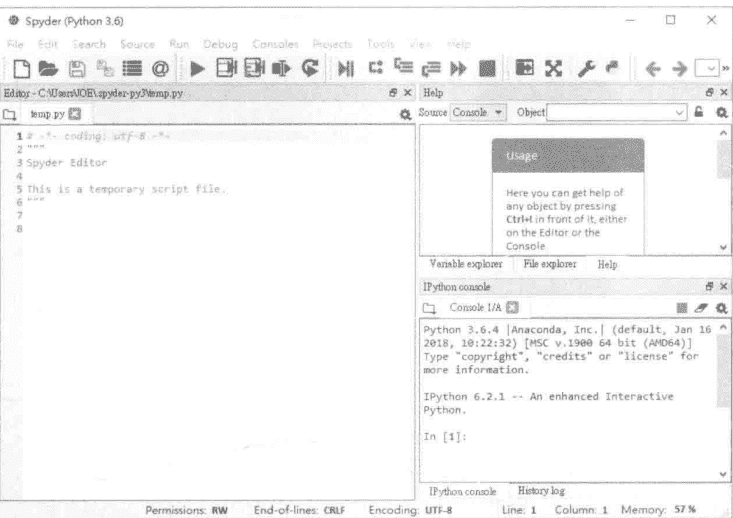 Spyder (Python 3.6)
File Edit Search Source Run Debug Consoles Projects Tools View Help
Editor - C:\Users\JOE\.spyder-py3\temp.py
temp.py
1 # -*- coding: utf-8 -*-
2 """
3 Spyder Editor
4
5 This is a temporary script file.
6 """
7
8
Help
Source Console Object
Usage
Here you can get help of
any object by pressing
Ctrl+I in front of it, either
on the Editor or the
Console
Variable explorer File explorer Help
IPython console
Console 1/A
Python 3.6.4 |Anaconda, Inc.| (default, Jan 16
2018, 10:22:32) [MSC v.1900 64 bit (AMD64)]
Type "copyright", "credits" or "license" for
more information.
IPython 6.2.1 -- An enhanced Interactive
Python.
In [1]:
IPython console History log
Permissions: RW End-of-lines: CRLF Encoding: UTF-8 Line: 1 Column: 1 Memory: 57 %